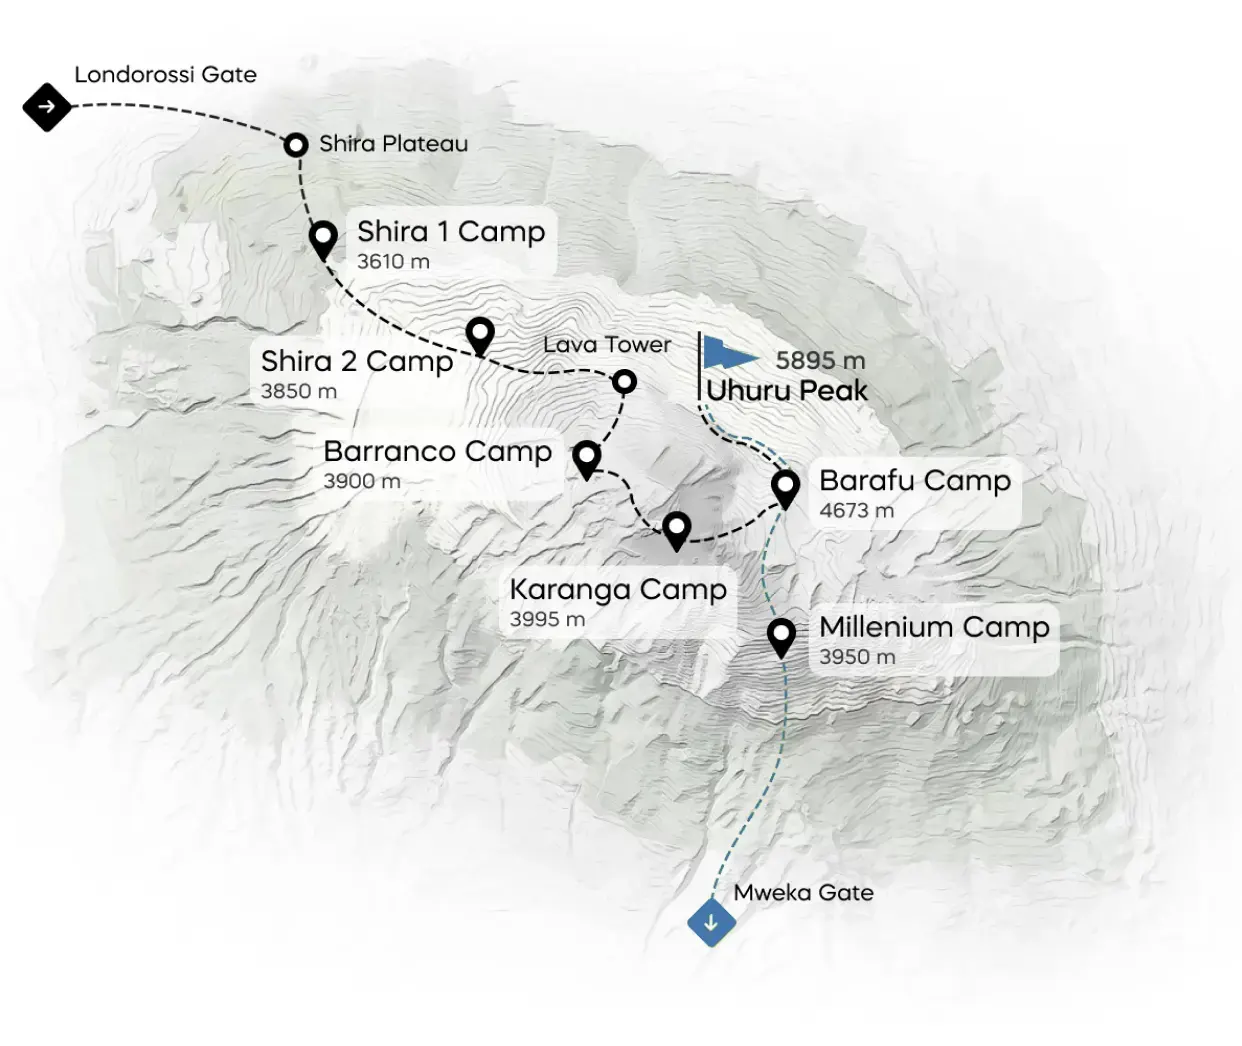 Londorossi Gate
Shira Plateau
Shira 1 Camp
3610 m
Shira 2 Camp
3850 m
Lava Tower
5895 m
Uhuru Peak
Barranco Camp
3900 m
Barafu Camp
4673 m
Karanga Camp
3995 m
Millenium Camp
3950 m
Mweka Gate